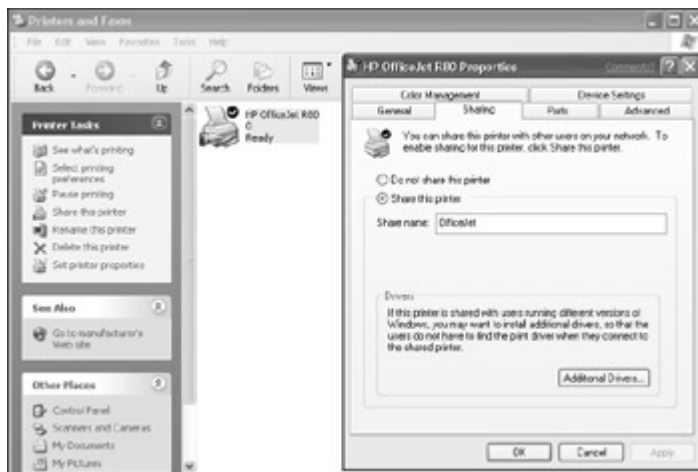 Printers and Faxes
File Edit View Favorites Tools Help
Back Forward Up Search Folders Views
Printer Tasks
See what's printing
Select printing
preferences
Pause printing
Share this printer
Rename this printer
Delete this printer
Set printer properties
See Also
Go to manufacturer's
Web site
Other Places
Control Panel
Scanners and Cameras
My Documents
My Pictures
HP OfficeJet R80
0
Ready
HP OfficeJet R80 Properties
Comments?
Color Management Device Settings
General Sharing Ports Advanced
You can share this printer with other users on your network. To
enable sharing for this printer, click Share this printer.
Do not share this printer
Share this printer
Share name: OfficeJet
Drivers
If this printer is shared with users running different versions of
Windows, you may want to install additional drivers, so that the
users do not have to find the print driver when they connect to
the shared printer.
Additional Drivers...
OK Cancel Apply